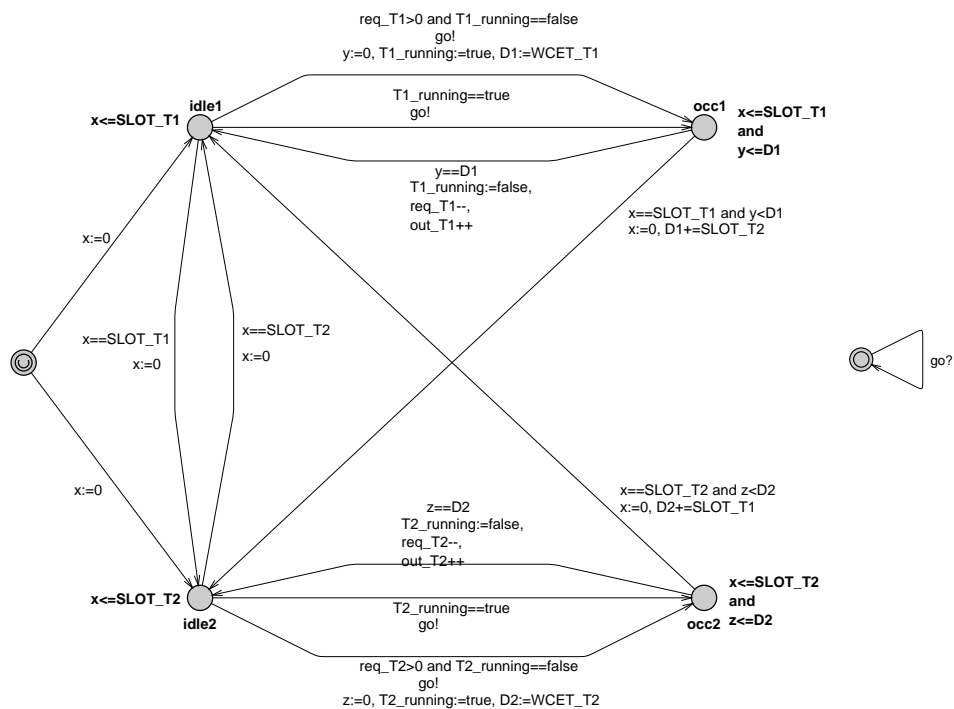 req_T1>0 and T1_running==false
go!
y:=0, T1_running:=true, D1:=WCET_T1
idle1
x<=SLOT_T1
T1_running==true
go!
occ1
x<=SLOT_T1
and
y<=D1
y==D1
T1_running:=false,
req_T1--,
out_T1++
x==SLOT_T1 and y<D1
x:=0, D1+=SLOT_T2
x:=0
x==SLOT_T1
x:=0
x==SLOT_T2
x:=0
go?
x:=0
x==SLOT_T2 and z<D2
x:=0, D2+=SLOT_T1
z==D2
T2_running:=false,
req_T2--,
out_T2++
x<=SLOT_T2
idle2
T2_running==true
go!
occ2
x<=SLOT_T2
and
z<=D2
req_T2>0 and T2_running==false
go!
z:=0, T2_running:=true, D2:=WCET_T2